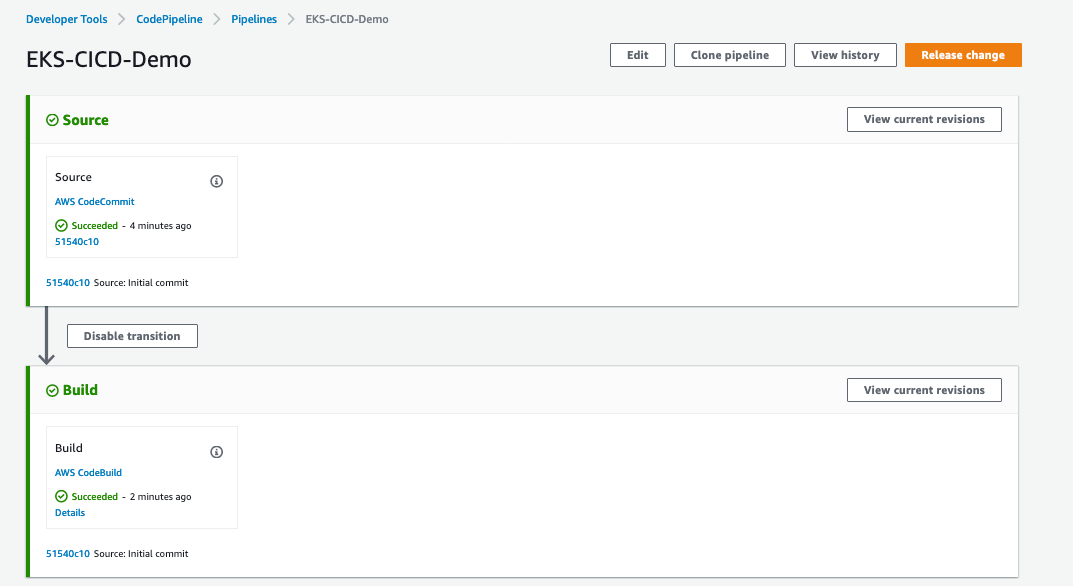 Developer Tools > CodePipeline > Pipelines > EKS-CICD-Demo
EKS-CICD-Demo
Edit
Clone pipeline
View history
Release change
Source
View current revisions
Source
AWS CodeCommit
Succeeded - 4 minutes ago
51540c10
51540c10 Source: Initial commit
Disable transition
Build
View current revisions
Build
AWS CodeBuild
Succeeded - 2 minutes ago
Details
51540c10 Source: Initial commit